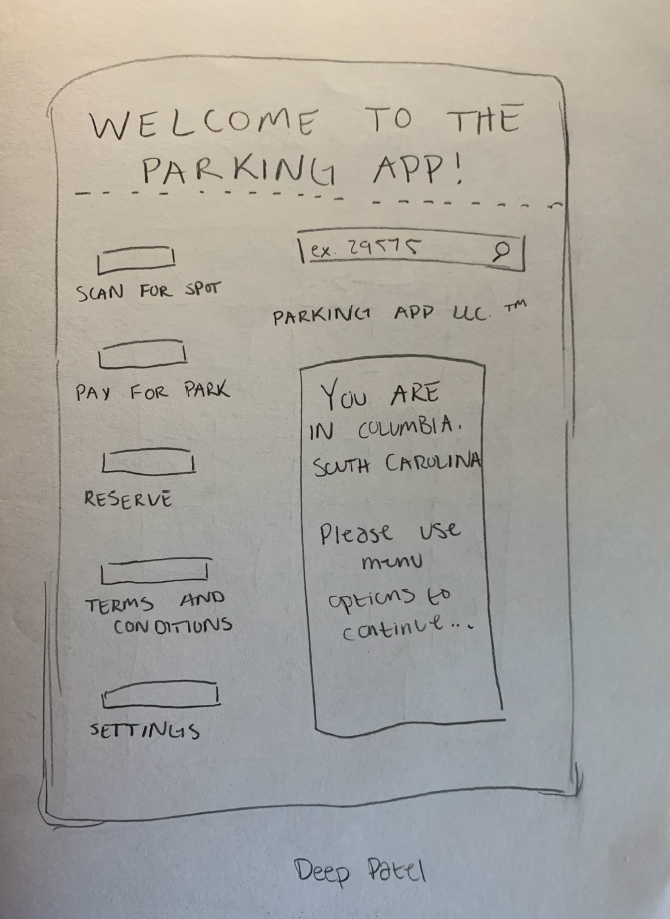 WELCOME TO THE
PARKING APP!
SCAN FOR SPOT
PAY FOR PARK
RESERVE
TERMS AND
CONDITIONS
SETTINGS
ex. 29575
PARKING APP LLC ™
YOU ARE
IN COLUMBIA.
SOUTH CAROLINA
Please use
menu
options to
continue...
Deep Patel